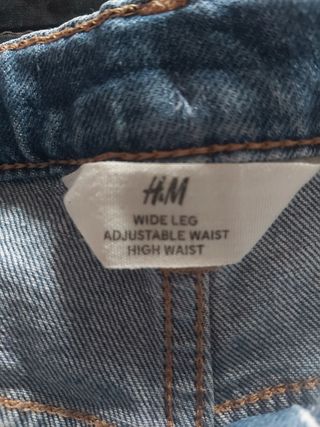 H&M
WIDE LEG
ADJUSTABLE WAIST
HIGH WAIST